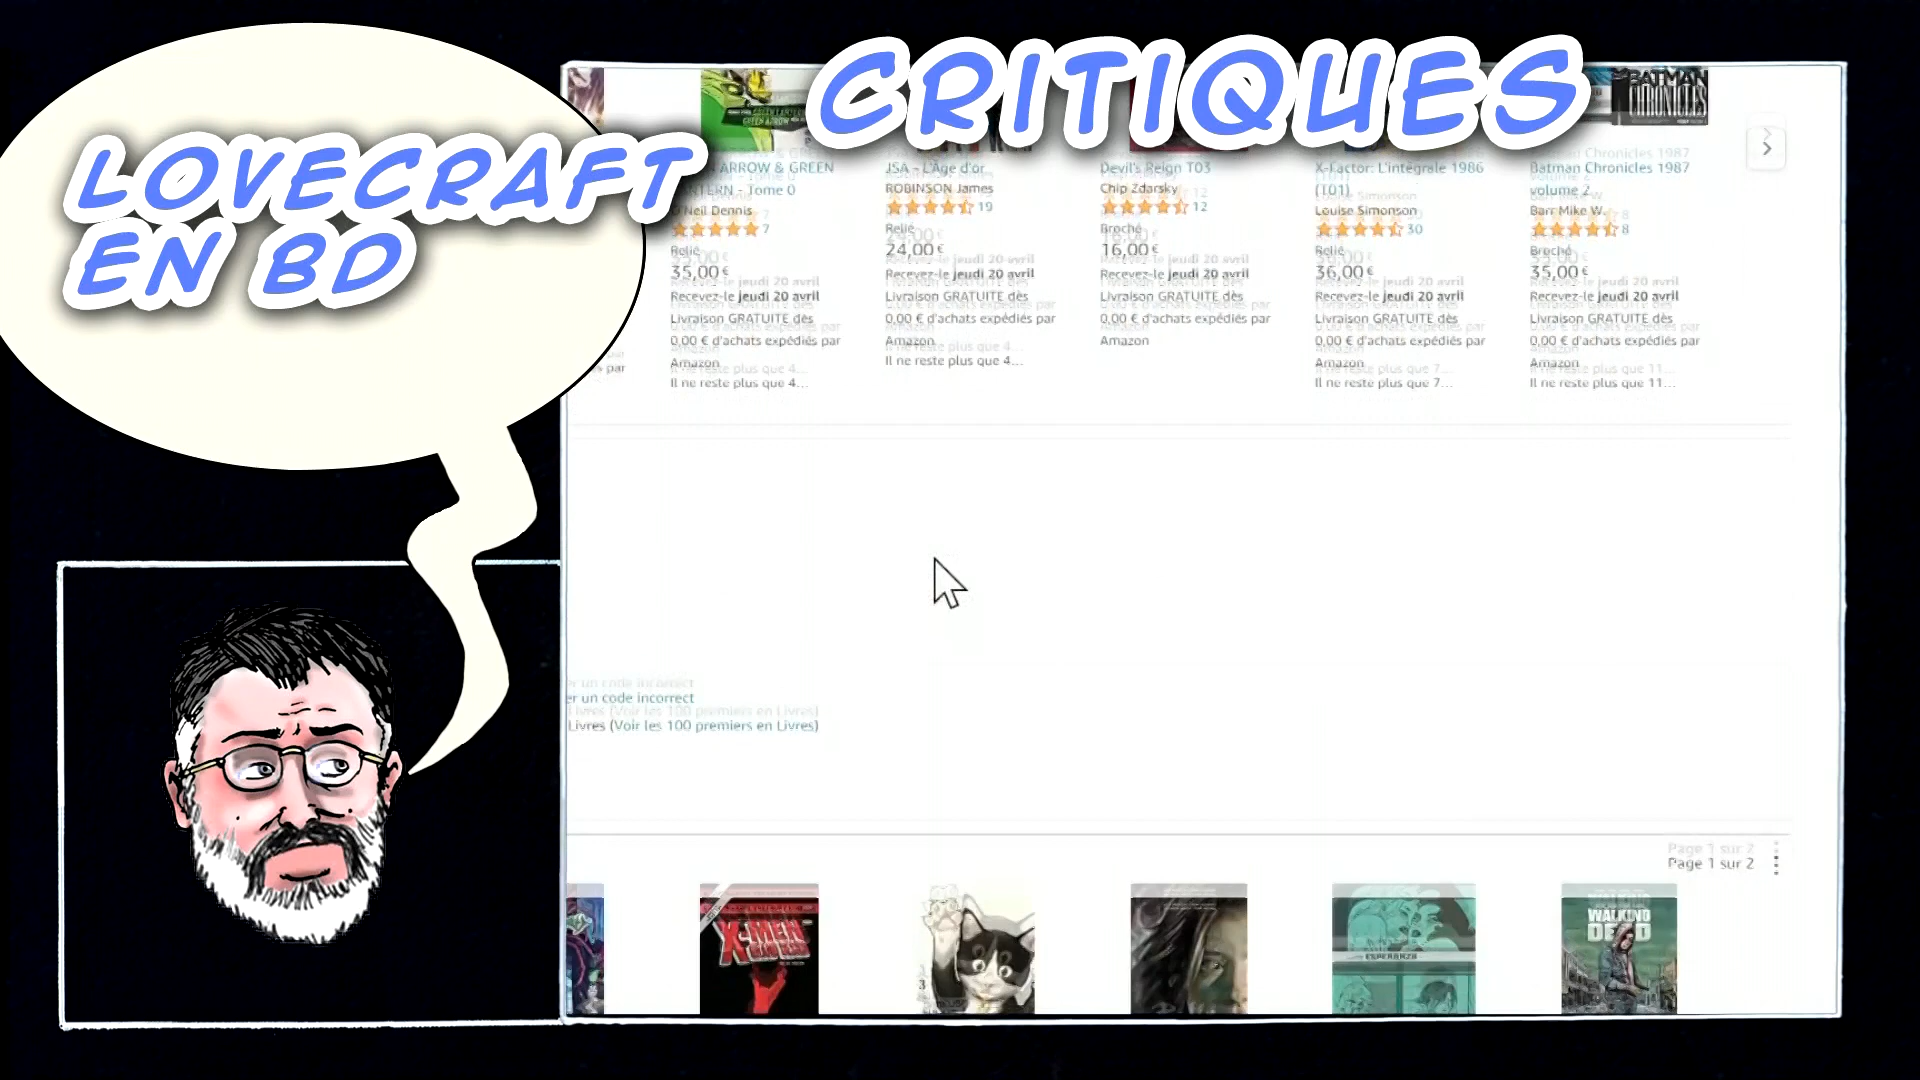 CRITIQUES
LOVECRAFT
EN BD
BATMAN
CHRONICLES
ARROW & GREEN
- Tome 0
O'Neil Dennis
7
Relié
35,00 €
Recevez-le jeudi 20 avril
Livraison GRATUITE dès
0,00 € d'achats expédiés par
Amazon
Il ne reste plus que 4...
JSA - L'Âge d'or
ROBINSON James
19
Relié
24,00 €
Recevez-le jeudi 20 avril
Livraison GRATUITE dès
0,00 € d'achats expédiés par
Amazon
Il ne reste plus que 4...
Devil's Reign T03
Chip Zdarsky
12
Broché
16,00 €
Recevez-le jeudi 20 avril
Livraison GRATUITE dès
0,00 € d'achats expédiés par
Amazon
X-Factor: L'intégrale 1986
(T01)
Louise Simonson
30
Relié
36,00 €
Recevez-le jeudi 20 avril
Livraison GRATUITE dès
0,00 € d'achats expédiés par
Amazon
Il ne reste plus que 7...
Batman Chronicles 1987
volume 2
Barr Mike W.
8
Broché
35,00 €
Recevez-le jeudi 20 avril
Livraison GRATUITE dès
0,00 € d'achats expédiés par
Amazon
Il ne reste plus que 11...
par
er un code incorrect
Livres (Voir les 100 premiers en Livres)
Page 1 sur 2
X-MEN
3
ESPERANZA
WALKING
DEAD